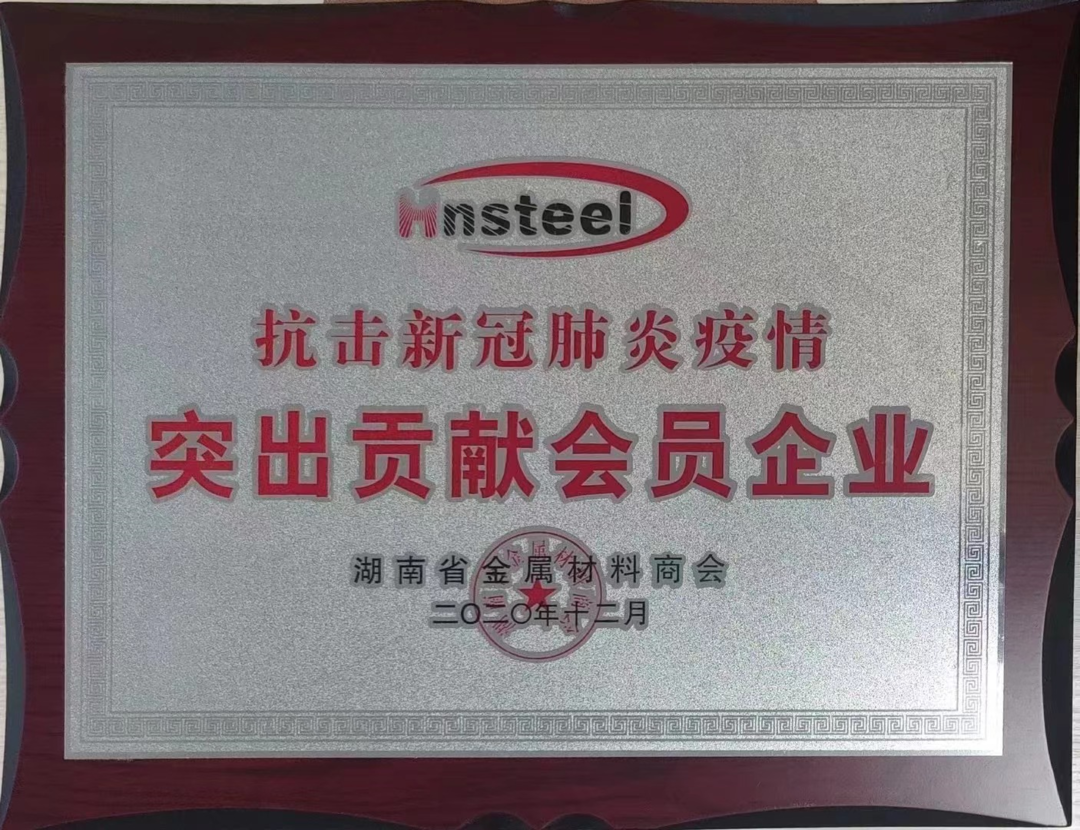 Hnsteel
抗击新冠肺炎疫情
突出贡献会员企业
湖南省金属材料商会
二〇二〇年十二月